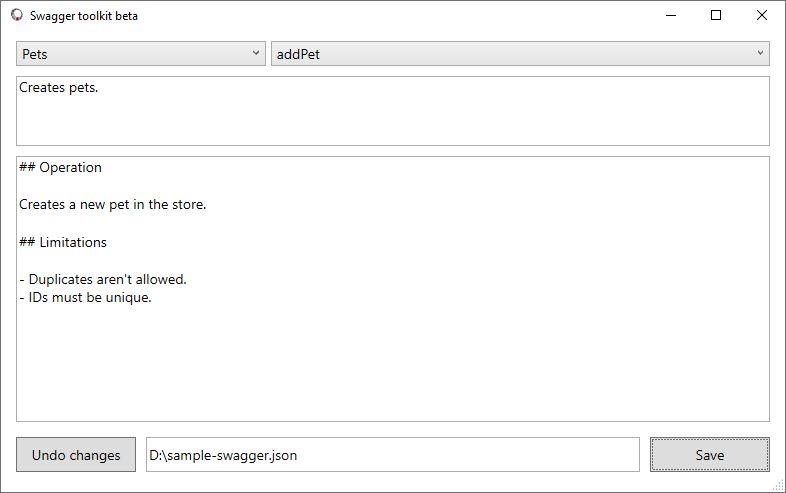 Swagger toolkit beta
Pets addPet
Creates pets.
## Operation
Creates a new pet in the store.
## Limitations
- Duplicates aren't allowed.
- IDs must be unique.
Undo changes D:\sample-swagger.json Save